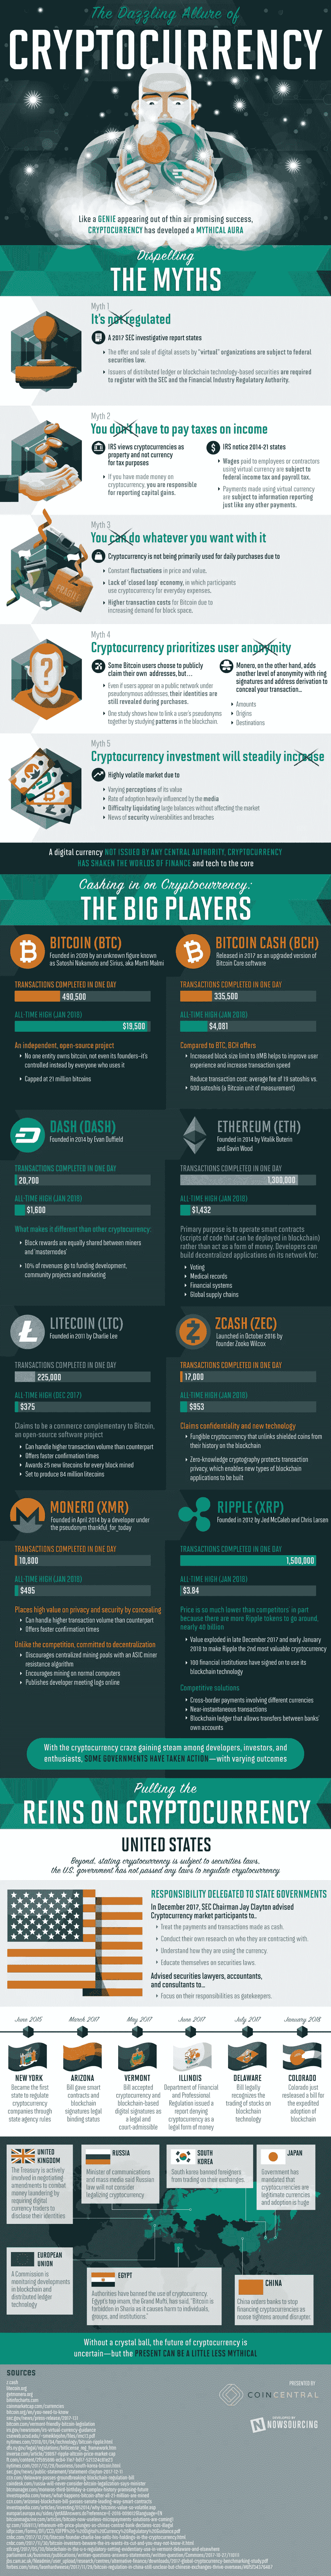 The Dazzling Allure of
CRYPTOCURRENCY
Like a GENIE appearing out of thin air promising success,
CRYPTOCURRENCY has developed a MYTHICAL AURA
Dispelling
THE MYTHS
Myth 1
It's not regulated
A 2017 SEC investigative report states
The offer and sale of digital assets by "virtual" organizations are subject to federal
securities law.
Issuers of distributed ledger or blockchain technology-based securities are required
to register with the SEC and the Financial Industry Regulatory Authority.
Myth 2
You don't have to pay taxes on income
IRS views cryptocurrencies as
property and not currency
for tax purposes
If you have made money on
cryptocurrency, you are responsible
for reporting capital gains.
IRS notice 2014-21 states
Wages paid to employees or contractors
using virtual currency are subject to
federal income tax and payroll tax.
Payments made using virtual currency
are subject to information reporting
just like any other payments.
Myth 3
You can do whatever you want with it
FRAGILE
Cryptocurrency is not being primarily used for daily purchases due to
Constant fluctuations in price and value.
Lack of 'closed loop' economy, in which participants
use cryptocurrency for everyday expenses.
Higher transaction costs for Bitcoin due to
increasing demand for block space.
Myth 4
Cryptocurrency prioritizes user anonymity
Some Bitcoin users choose to publicly
claim their own addresses, but...
Even if users appear on a public network under
pseudonymous addresses, their identities are
still revealed during purchases.
One study shows how to link a user's pseudonyms
together by studying patterns in the blockchain.
Monero, on the other hand, adds
another level of anonymity with ring
signatures and address derivation to
conceal your transaction...
Amounts
Origins
Destinations
Myth 5
Cryptocurrency investment will steadily increase
Highly volatile market due to
Varying perceptions of its value
Rate of adoption heavily influenced by the media
Difficulty liquidating large balances without affecting the market
News of security vulnerabilities and breaches
A digital currency NOT ISSUED BY ANY CENTRAL AUTHORITY, CRYPTOCURRENCY
HAS SHAKEN THE WORLDS OF FINANCE and tech to the core
Cashing in on Cryptocurrency:
THE BIG PLAYERS
BITCOIN (BTC)
Founded in 2009 by an unknown figure known
as Satoshi Nakamoto and Sirius, aka Martti Malmi
TRANSACTIONS COMPLETED IN ONE DAY
490,500
ALL-TIME HIGH (JAN 2018)
$19,500
An independent, open-source project
No one entity owns bitcoin, not even its founders-it's
controlled instead by everyone who uses it
Capped at 21 million bitcoins
BITCOIN CASH (BCH)
Released in 2017 as an upgraded version of
Bitcoin Core software
TRANSACTIONS COMPLETED IN ONE DAY
335,500
ALL-TIME HIGH (JAN 2018)
$4,091
Compared to BTC, BCH offers
Increased block size limit to 8MB helps to improve user
experience and increase transaction speed
Reduce transaction cost: average fee of 19 satoshis vs.
900 satoshis (a Bitcoin unit of measurement)
DASH (DASH)
Founded in 2014 by Evan Duffield
TRANSACTIONS COMPLETED IN ONE DAY
20,700
ALL-TIME HIGH (JAN 2018)
$1,600
What makes it different than other cryptocurrency:
Block rewards are equally shared between miners
and 'masternodes'
10% of revenues go to funding development,
community projects and marketing
ETHEREUM (ETH)
Founded in 2014 by Vitalik Buterin
and Gavin Wood
TRANSACTIONS COMPLETED IN ONE DAY
1,300,000
ALL-TIME HIGH (JAN 2018)
$1,432
Primary purpose is to operate smart contracts
(scripts of code that can be deployed in blockchain)
rather than act as a form of money. Developers can
build decentralized applications on its network for:
Voting
Medical records
Financial systems
Global supply chains
LITECOIN (LTC)
Founded in 2011 by Charlie Lee
TRANSACTIONS COMPLETED IN ONE DAY
225,000
ALL-TIME HIGH (DEC 2017)
$375
Claims to be a commerce complementary to Bitcoin,
an open-source software project
Can handle higher transaction volume than counterpart
Offers faster confirmation times
Awards 25 new litecoins for every block mined
Set to produce 84 million litecoins
ZCASH (ZEC)
Launched in October 2016 by
founder Zooko Wilcox
TRANSACTIONS COMPLETED IN ONE DAY
17,000
ALL-TIME HIGH (JAN 2018)
$953
Claims confidentiality and new technology
Fungible cryptocurrency that unlinks shielded coins from
their history on the blockchain
Zero-knowledge cryptography protects transaction
privacy, which enables new types of blockchain
applications to be built
MONERO (XMR)
Founded in April 2014 by a developer under
the pseudonym thankful_for_today
TRANSACTIONS COMPLETED IN ONE DAY
10,800
ALL-TIME HIGH (JAN 2018)
$495
Places high value on privacy and security by concealing
Can handle higher transaction volume than counterpart
Offers faster confirmation times
Unlike the competition, committed to decentralization
Discourages centralized mining pools with an ASIC miner
resistance algorithm
Encourages mining on normal computers
Publishes developer meeting logs online
RIPPLE (XRP)
Founded in 2012 by Jed McCaleb and Chris Larsen
TRANSACTIONS COMPLETED IN ONE DAY
1,500,000
ALL-TIME HIGH (JAN 2018)
$3.84
Price is so much lower than competitors' in part
because there are more Ripple tokens to go around,
nearly 40 billion
Value exploded in late December 2017 and early January
2018 to make Ripple the 2nd most valuable cryptocurrency
100 financial institutions have signed on to use its
blockchain technology
Competitive solutions
Cross-border payments involving different currencies
Near-instantaneous transactions
Blockchain ledger that allows transfers between banks'
own accounts
With the cryptocurrency craze gaining steam among developers, investors, and
enthusiasts, SOME GOVERNMENTS HAVE TAKEN ACTION-with varying outcomes
Pulling the
REINS ON CRYPTOCURRENCY
UNITED STATES
Beyond, stating cryptocurrency is subject to securities laws,
the U.S. government has not passed any laws to regulate cryptocurrency
RESPONSIBILITY DELEGATED TO STATE GOVERNMENTS
In December 2017, SEC Chairman Jay Clayton advised
Cryptocurrency market participants to..
Treat the payments and transactions made as cash.
Conduct their own research on who they are contracting with.
Understand how they are using the currency.
Educate themselves on securities laws.
Advised securities lawyers, accountants,
and consultants to...
Focus on their responsibilities as gatekeepers.
June 2015
NEW YORK
Became the first
state to regulate
cryptocurrency
companies through
state agency rules
March 2017
ARIZONA
Bill gave smart
contracts and
blockchain
signatures legal
binding status
May 2017
VERMONT
Bill accepted
cryptocurrency and
blockchain-based
digital signatures as
a legal and
court-admissible
June 2017
ILLINOIS
Department of Financial
and Professional
Regulation issued a
report denying
cryptocurrency as a
legal form of money
July 2017
DELAWARE
Bill legally
recognizes the
trading of stocks on
blockchain
technology
January 2018
COLORADO
Colorado just
reintroduced a bill for
the expedited
adoption of
blockchain
UNITED
KINGDOM
The Treasury is actively
involved in negotiating
amendments to combat
money laundering by
requiring digital
currency traders to
disclose their identities
RUSSIA
Minister of communications
and mass media said Russian
law could not consider
legalizing cryptocurrency.
SOUTH
KOREA
South Korea banned foreigners
from trading on their exchanges.
JAPAN
Government has
mandated that
cryptocurrencies are
legitimate currencies
and adoption is huge
EUROPEAN
UNION
A Commission is
monitoring developments
in blockchain and
distributed ledger
technology
EGYPT
Authorities have banned the use of cryptocurrency.
Egypt's top imam, the Grand Mufti, has said, "Bitcoin is
forbidden in Sharia as it causes harm to individuals,
groups, and institutions."
CHINA
China orders banks to stop
financing cryptocurrencies as
noose tightens around disrupter.
Without a crystal ball, the future of cryptocurrency is
uncertain-but the PRESENT CAN BE A LITTLE LESS MYTHICAL
SOURCES
PRESENTED BY
COINCENTRAL
DEVELOPED BY
NOWSOURCING